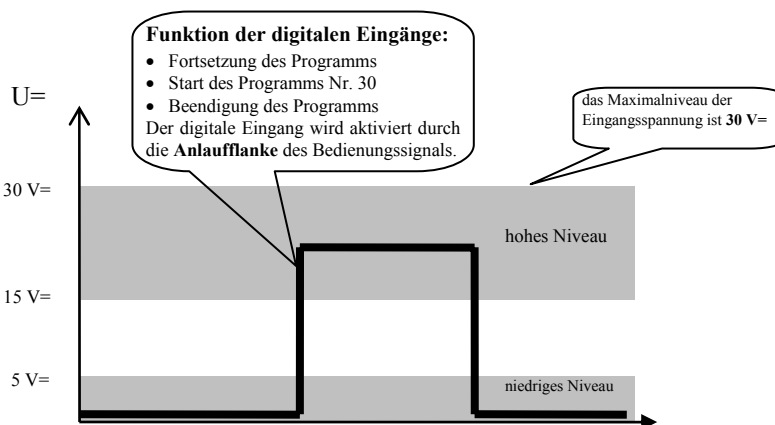 Funktion der digitalen Eingänge:
• Fortsetzung des Programms
• Start des Programms Nr. 30
• Beendigung des Programms
Der digitale Eingang wird aktiviert durch
die Anlaufflanke des Bedienungssignals.
U=
das Maximalniveau der
Eingangsspannung ist 30 V=
30 V=
hohes Niveau
15 V=
5 V=
niedriges Niveau